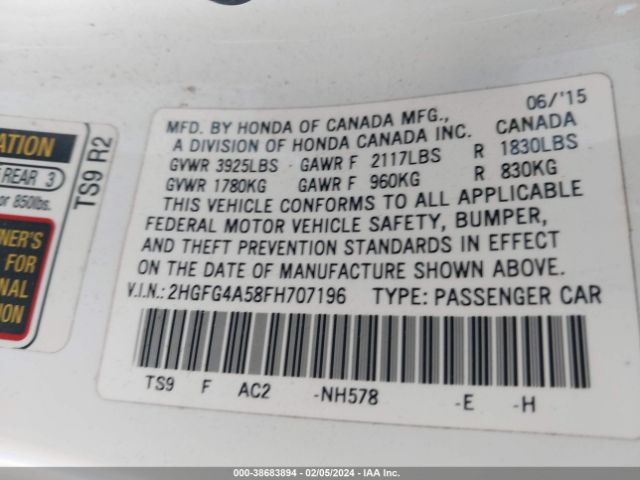 ATION
REAR 3
or 850lbs.
NER'S
FOR
NAL
TION
TS9 R2
MFD. BY HONDA OF CANADA MFG., 06/'15
A DIVISION OF HONDA CANADA INC. CANADA
GVWR 3925LBS GAWR F 2117LBS R 1830LBS
GVWR 1780KG GAWR F 960KG R 830KG
THIS VEHICLE CONFORMS TO ALL APPLICABLE
FEDERAL MOTOR VEHICLE SAFETY, BUMPER,
AND THEFT PREVENTION STANDARDS IN EFFECT
ON THE DATE OF MANUFACTURE SHOWN ABOVE.
V.I.N.: 2HGFG4A58FH707196 TYPE: PASSENGER CAR
TS9 F AC2 -NH578 -E -H
© COPYRIGHT - 38683894 - 02/05/2024 - IAA Inc.